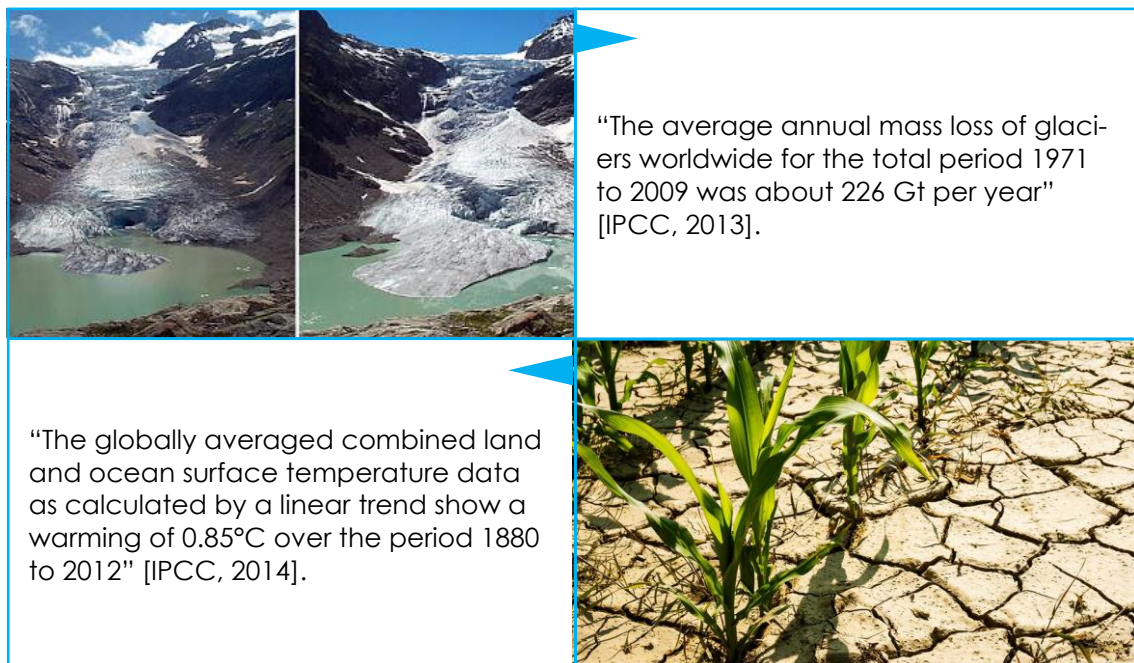 “The average annual mass loss of glaci-
ers worldwide for the total period 1971
to 2009 was about 226 Gt per year”
[IPCC, 2013].
“The globally averaged combined land
and ocean surface temperature data
as calculated by a linear trend show a
warming of 0.85°C over the period 1880
to 2012” [IPCC, 2014].